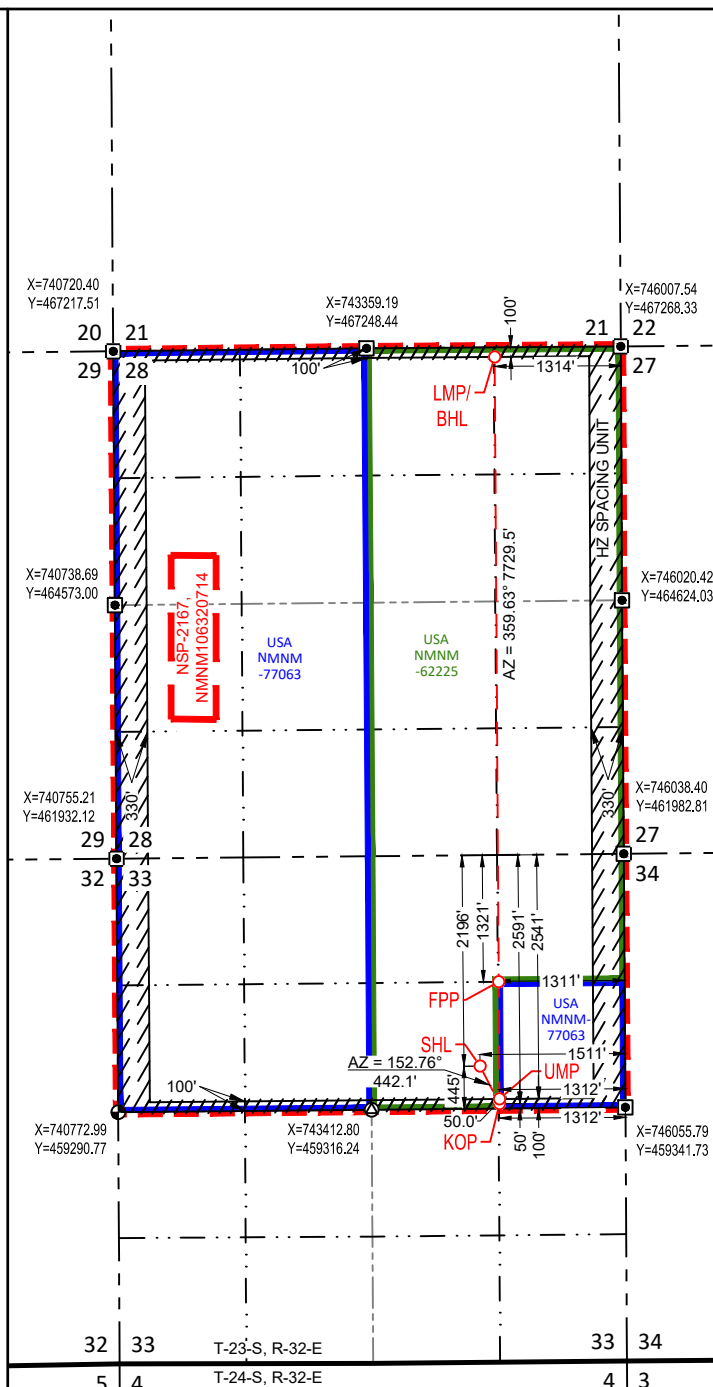 X=740720.40
Y=467217.51
X=743359.19
Y=467248.44
X=746007.54
Y=467268.33
20 21
21 22
29 28
27
100'
100'
1314'
LMP/
BHL
HZ SPACING UNIT
AZ = 359.63° 7729.5'
X=740738.69
Y=464573.00
X=746020.42
Y=464624.03
NSP-2167,
NMNM106320714
USA
NMNM
-77063
USA
NMNM
-62225
X=740755.21
Y=461932.12
330'
330'
X=746038.40
Y=461982.81
29 28
27
32 33
34
2196'
1321'
2591'
2541'
FPP
1311'
USA
NMNM-
77063
SHL
1511'
AZ = 152.76°
442.1'
UMP
445'
1312'
100'
50.0'
1312'
KOP
50'
100'
X=740772.99
Y=459290.77
X=743412.80
Y=459316.24
X=746055.79
Y=459341.73
32 33
T-23-S, R-32-E
33 34
5 4
T-24-S, R-32-E
4 3